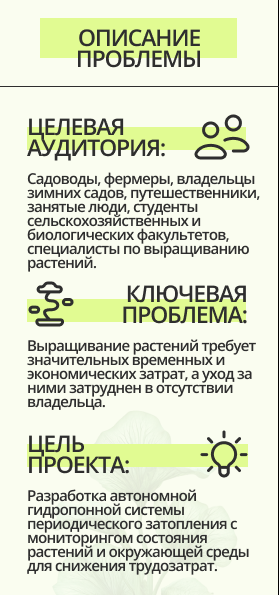 ОПИСАНИЕ
ПРОБЛЕМЫ
ЦЕЛЕВАЯ
АУДИТОРИЯ:
Садоводы, фермеры, владельцы
зимних садов, путешественники,
занятые люди, студенты
сельскохозяйственных и
биологических факультетов,
специалисты по выращиванию
растений.
КЛЮЧЕВАЯ
ПРОБЛЕМА:
Выращивание растений требует
значительных временных и
экономических затрат, а уход за
ними затруднен в отсутствии
владельца.
ЦЕЛЬ
ПРОЕКТА:
Разработка автономной
гидропонной системы
периодического затопления с
мониторингом состояния
растений и окружающей среды
для снижения трудозатрат.